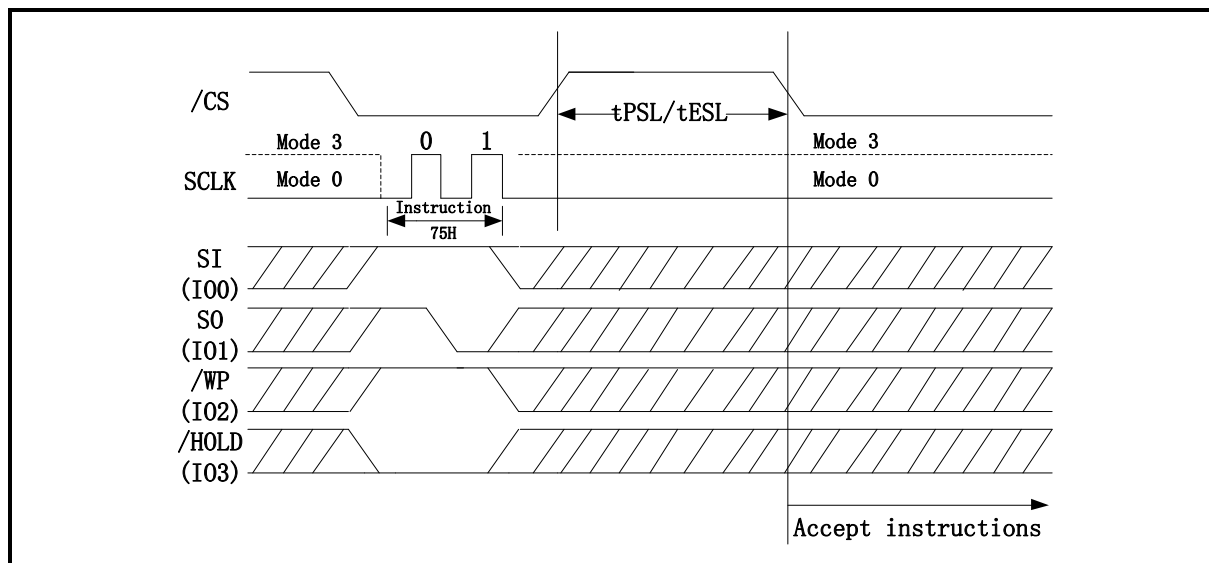 /CS
tPSL/tESL
Mode 3
0
1
Mode 3
SCLK
Mode 0
Mode 0
Instruction
75H
SI
(IO0)
SO
(IO1)
/WP
(IO2)
/HOLD
(IO3)
Accept instructions